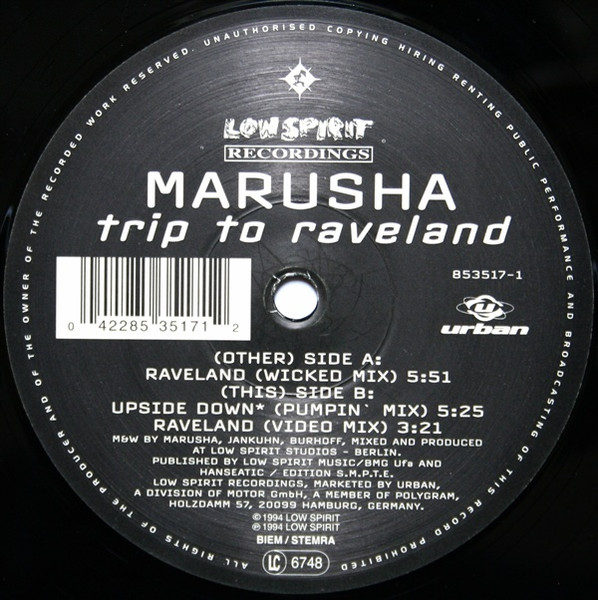 ALL RIGHTS OF THE PRODUCER AND OF THE OWNER OF THE RECORDED WORK RESERVED. UNAUTHORISED COPYING HIRING RENTING PUBLIC PERFORMANCE AND BROADCASTING OF THIS RECORD PROHIBITED
LOW SPIRIT
RECORDINGS
MARUSHA
trip to raveland
853517-1
0 42285 35171 2
u
urban
(OTHER) SIDE A:
RAVELAND (WICKED MIX) 5:51
(THIS) SIDE B:
UPSIDE DOWN* (PUMPIN` MIX) 5:25
RAVELAND (VIDEO MIX) 3:21
M&W BY MARUSHA, JANKUHN, BURHOFF, MIXED AND PRODUCED
AT LOW SPIRIT STUDIOS - BERLIN.
PUBLISHED BY LOW SPIRIT MUSIC/BMG Ufa AND
HANSEATIC / EDITION S.M.P.T.E.
LOW SPIRIT RECORDINGS, MARKETED BY URBAN,
A DIVISION OF MOTOR GmbH, A MEMBER OF POLYGRAM,
HOLZDAMM 57, 20099 HAMBURG, GERMANY.
© 1994 LOW SPIRIT
℗ 1994 LOW SPIRIT
BIEM / STEMRA
LC 6748